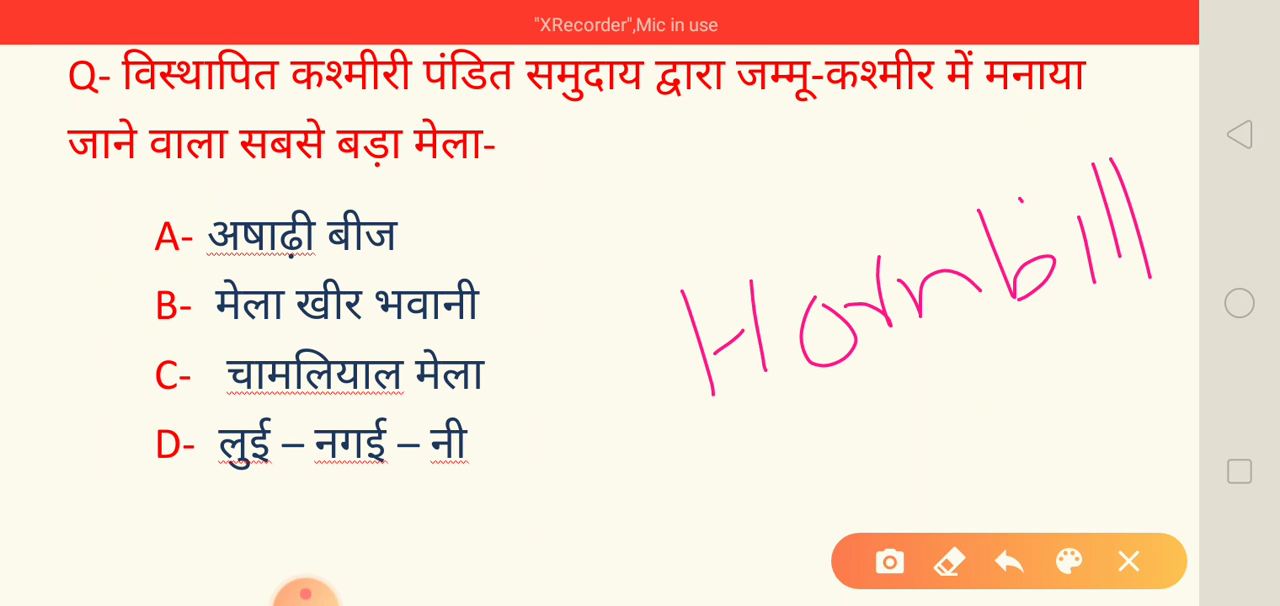 "XRecorder",Mic in use
Q- विस्थापित कश्मीरी पंडित समुदाय द्वारा जम्मू-कश्मीर में मनाया
जाने वाला सबसे बड़ा मेला-
A- अषाढ़ी बीज
B- मेला खीर भवानी
C- चामलियाल मेला
D- लुई – नगई – नी
Hornbill